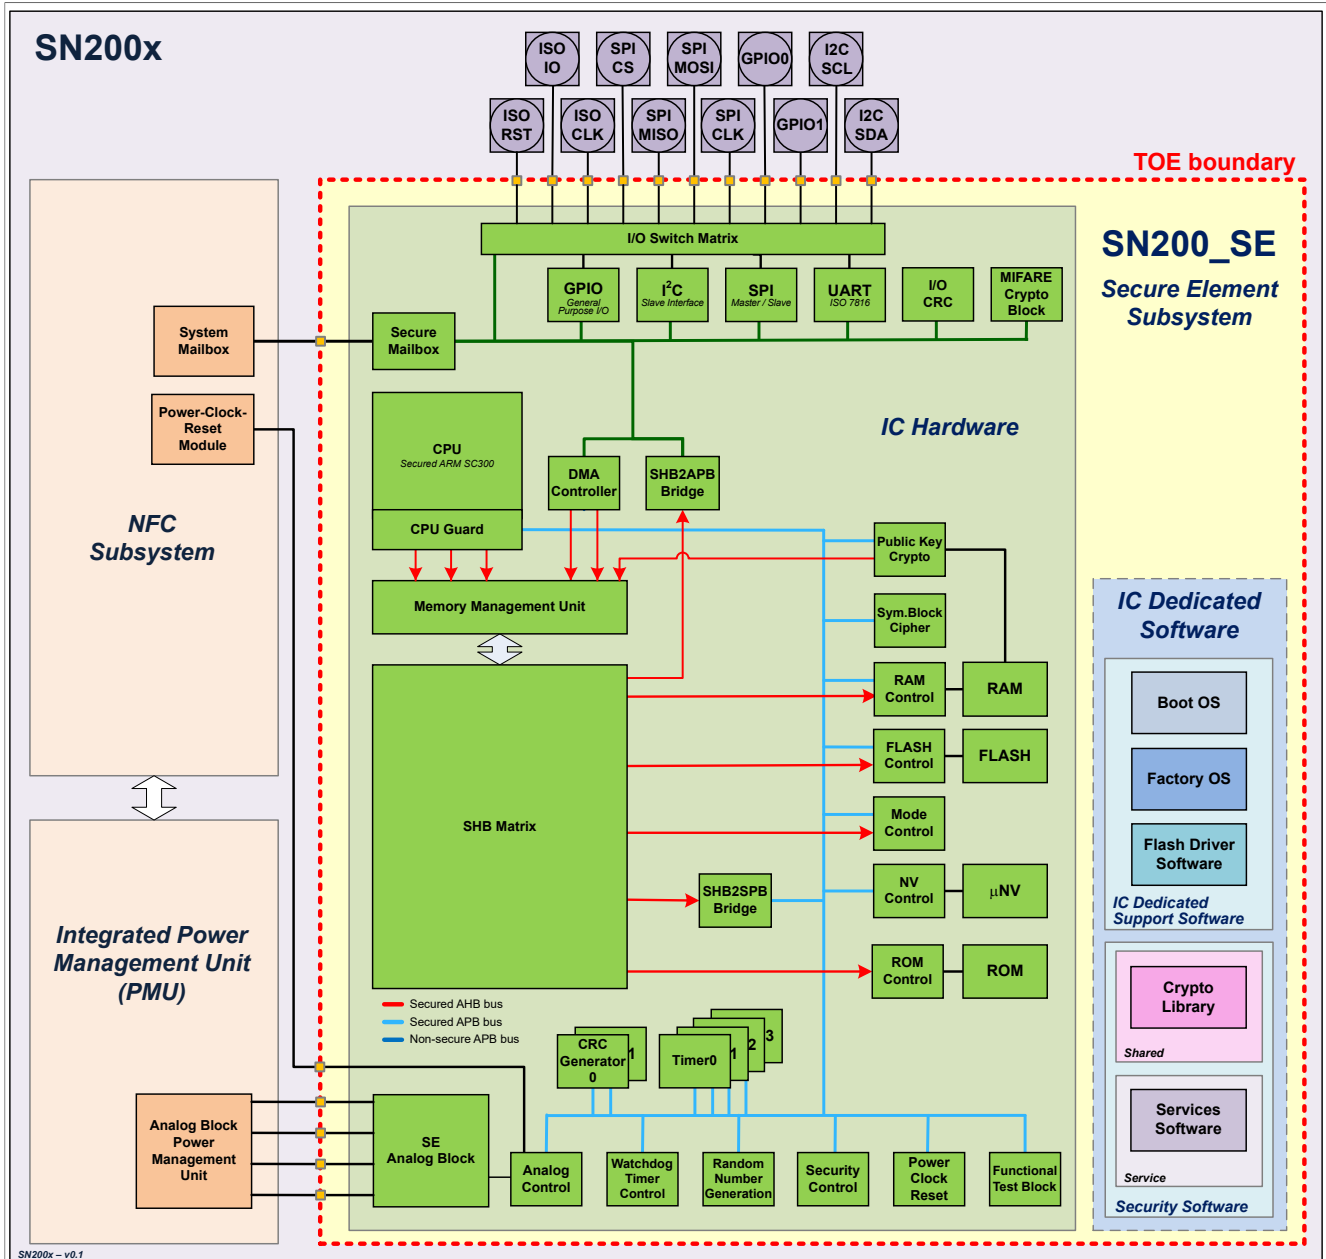 SN200x
ISO
IO
SPI
CS
SPI
MOSI
GPIO0
I2C
SCL
ISO
RST
ISO
CLK
SPI
MISO
SPI
CLK
GPIO1
I2C
SDA
TOE boundary
SN200_SE
Secure Element
Subsystem
I/O Switch Matrix
GPIO
General
Purpose I/O
I²C
Slave Interface
SPI
Master / Slave
UART
ISO 7816
I/O
CRC
MIFARE
Crypto
Block
System
Mailbox
Secure
Mailbox
Power-Clock-
Reset
Module
NFC
Subsystem
IC Hardware
CPU
Secured ARM SC300
CPU Guard
DMA
Controller
SHB2APB
Bridge
Public Key
Crypto
Memory Management Unit
Sym.Block
Cipher
RAM
Control
RAM
FLASH
Control
FLASH
SHB Matrix
Mode
Control
SHB2SPB
Bridge
NV
Control
µNV
ROM
Control
ROM
Secured AHB bus
Secured APB bus
Non-secure APB bus
IC Dedicated
Software
Boot OS
Factory OS
Flash Driver
Software
IC Dedicated
Support Software
Crypto
Library
Shared
Services
Software
Service
Security Software
Integrated Power
Management Unit
(PMU)
CRC
Generator
0
1
Timer0
1
2
3
Analog Block
Power
Management
Unit
SE
Analog Block
Analog
Control
Watchdog
Timer
Control
Random
Number
Generation
Security
Control
Power
Clock
Reset
Functional
Test Block
SN200x – v0.1